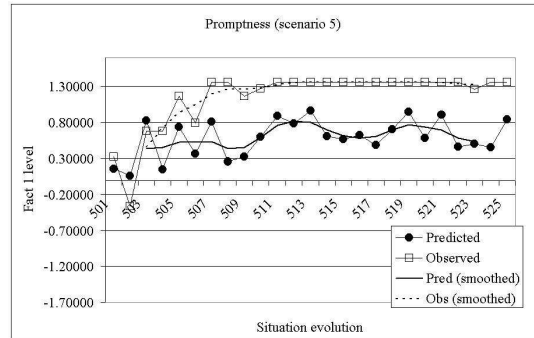 Promptness (scenario 5)
Fact 1 level
1.30000
0.80000
0.30000
-0.20000
-0.70000
-1.20000
-1.70000
501
503
505
507
509
511
513
515
517
519
521
523
525
Predicted
Observed
Pred (smoothed)
Obs (smoothed)
Situation evolution